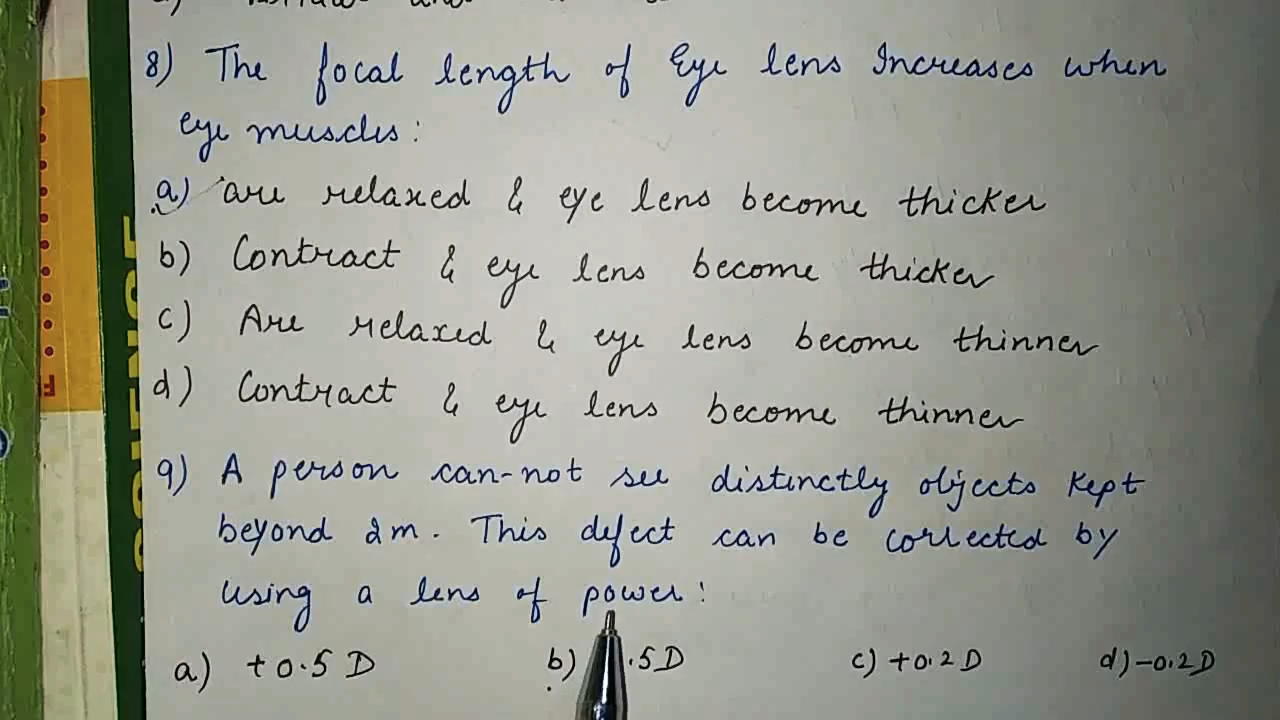 8) The focal length of Eye lens Increases when
eye muscles:
a) are relaxed & eye lens become thicker
b) Contract & eye lens become thicker
c) Are relaxed & eye lens become thinner
d) Contract & eye lens become thinner
9) A person can-not see distinctly objects kept
beyond 2m. This defect can be corrected by
using a lens of power:
a) +0.5 D b) .5D c) +0.2D d) -0.2D